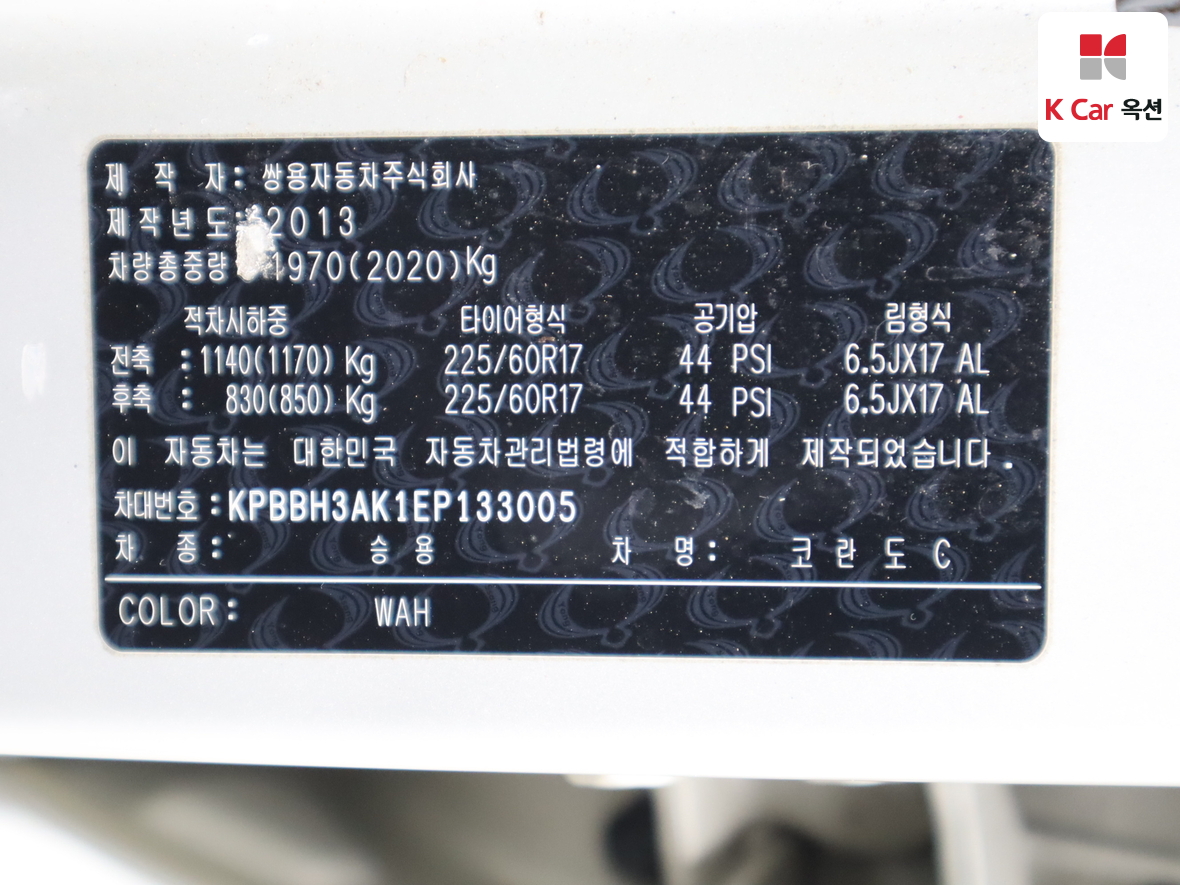 K Car 옥션
제 작 자 : 쌍용자동차주식회사
제작년도: 2013
차량총중량 1970(2020)Kg
적차시하중 타이어형식 공기압 림형식
전축 : 1140(1170) Kg 225/60R17 44 PSI 6.5JX17 AL
후축 : 830(850) Kg 225/60R17 44 PSI 6.5JX17 AL
이 자동차는 대한민국 자동차관리법령에 적합하게 제작되었습니다.
차대번호 : KPBBH3AK1EP133005
차 종 : 승 용 차 명 : 코 란 도 C
COLOR : WAH